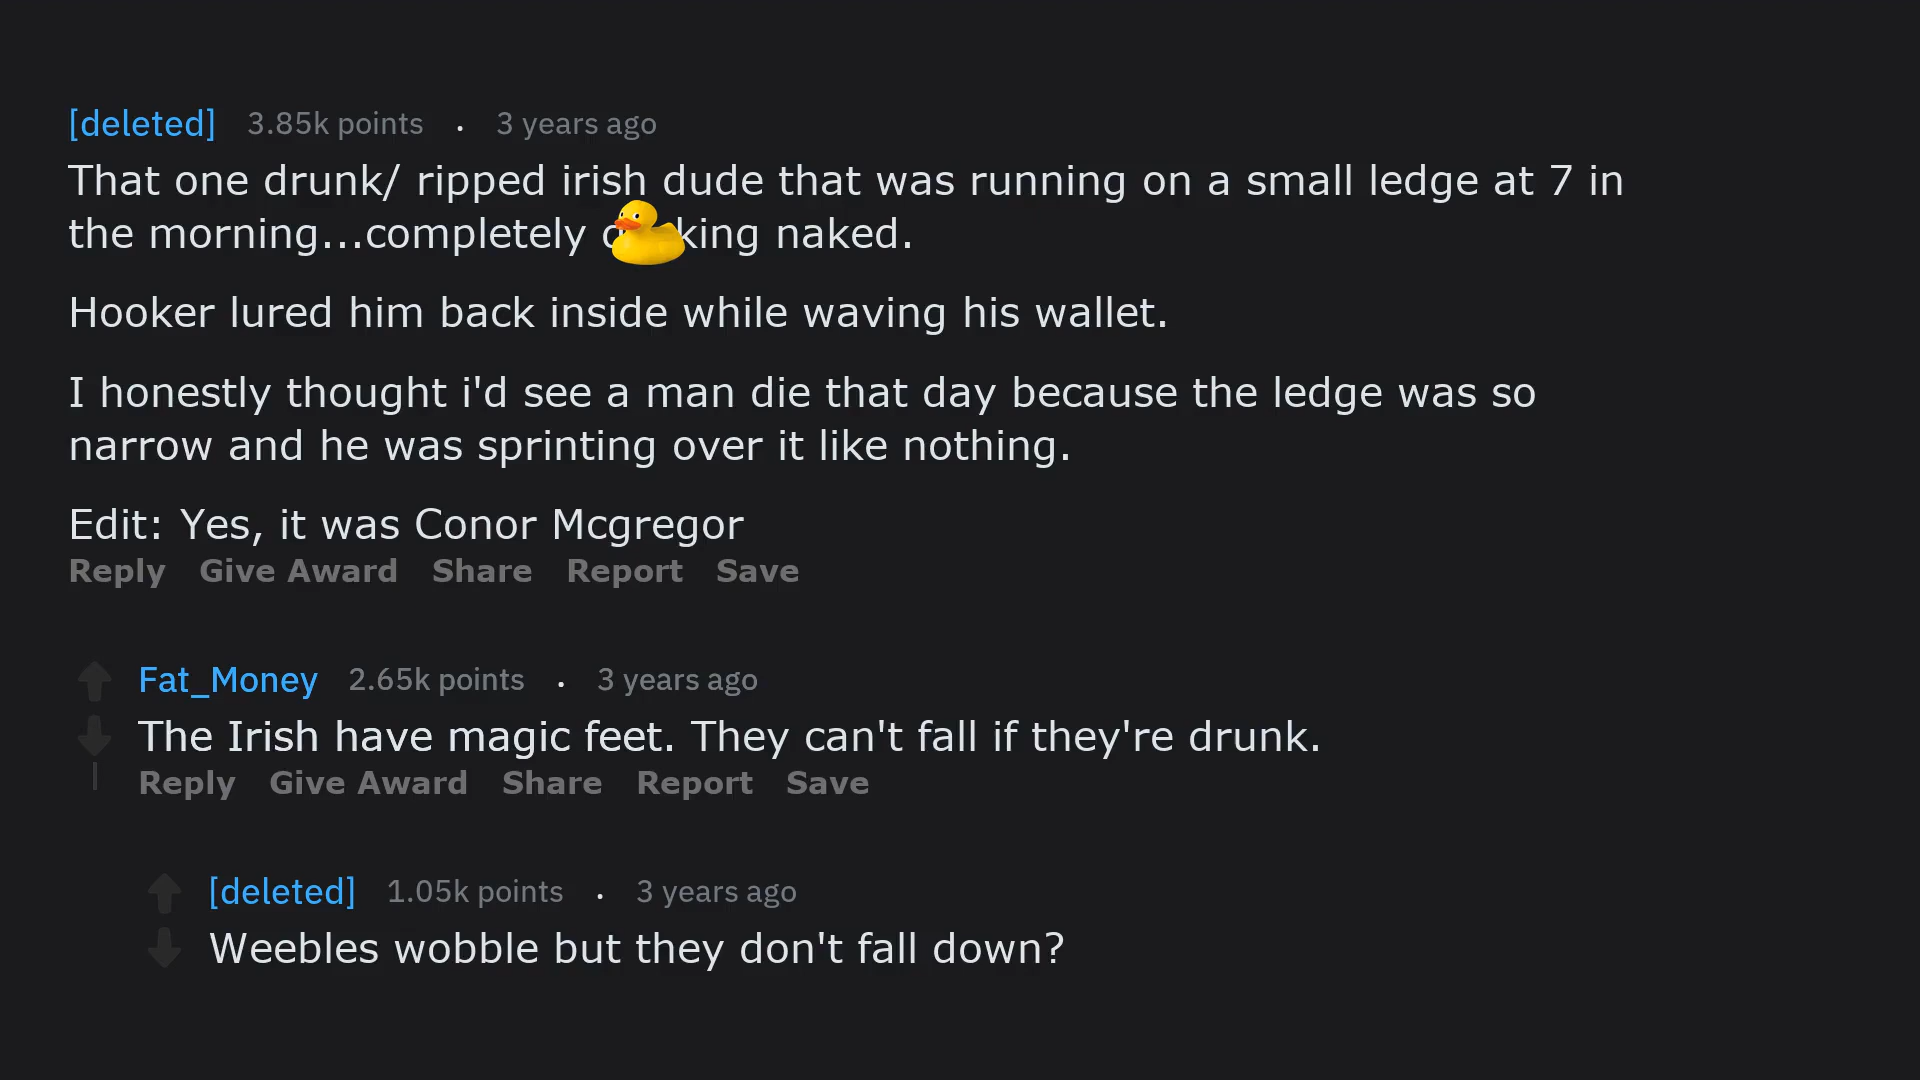 [deleted] 3.85k points . 3 years ago
That one drunk/ ripped irish dude that was running on a small ledge at 7 in
the morning...completely king naked.
Hooker lured him back inside while waving his wallet.
I honestly thought i'd see a man die that day because the ledge was so
narrow and he was sprinting over it like nothing.
Edit: Yes, it was Conor Mcgregor
Reply Give Award Share Report Save
Fat_Money 2.65k points . 3 years ago
The Irish have magic feet. They can't fall if they're drunk.
Reply Give Award Share Report Save
[deleted] 1.05k points . 3 years ago
Weebles wobble but they don't fall down?